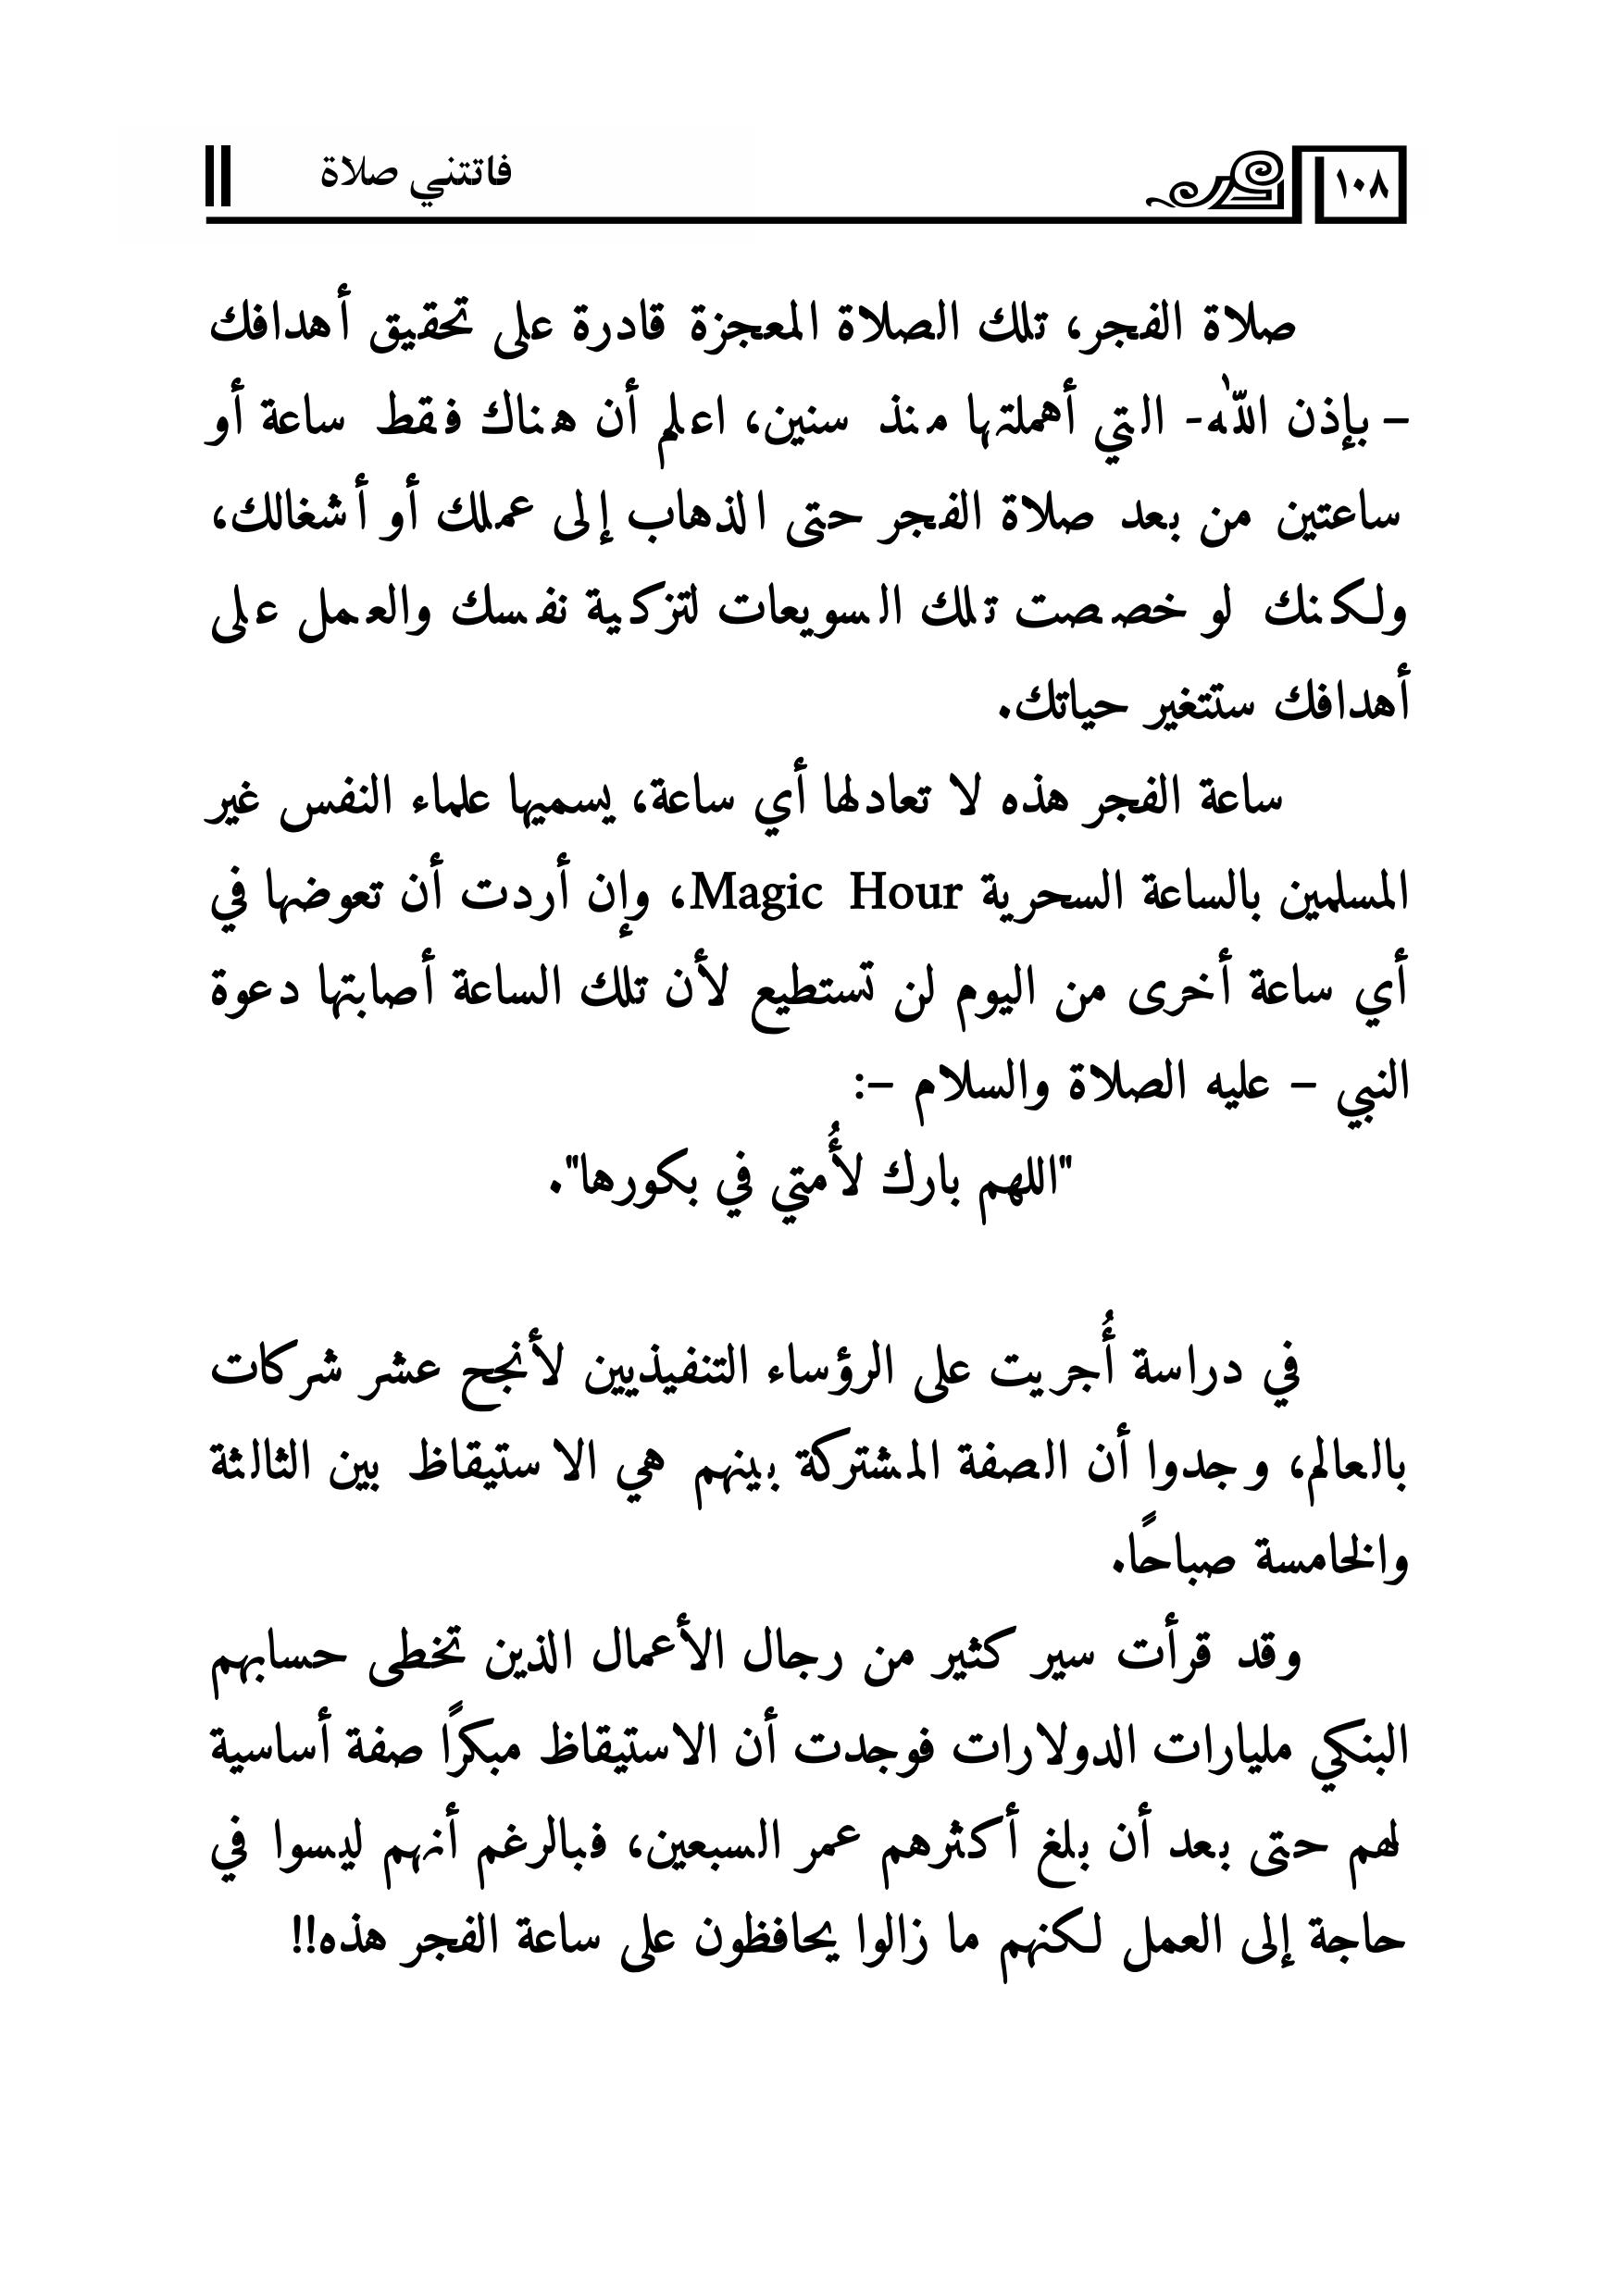 ١٠٨
فاتتني صلاة
صلاة الفجر، تلك الصلاة المعجزة قادرة على تحقيق أهدافك
– بإذن الله- التي أهملتها منذ سنين، اعلم أن هناك فقط ساعة أو
ساعتين من بعد صلاة الفجر حتى الذهاب إلى عملك أو أشغالك،
ولكنك لو خصصت تلك السويعات لتزكية نفسك والعمل على
أهدافك ستتغير حياتك.
ساعة الفجر هذه لا تعادلها أي ساعة، يسميها علماء النفس غير
المسلمين بالساعة السحرية Magic Hour، وإن أردت أن تعوضها في
أي ساعة أخرى من اليوم لن تستطيع لأن تلك الساعة أصابتها دعوة
النبي – عليه الصلاة والسلام –:
"اللهم بارك لأُمتي في بكورها".
في دراسة أُجريت على الرؤساء التنفيذيين لأنجح عشر شركات
بالعالم، وجدوا أن الصفة المشتركة بينهم هي الاستيقاظ بين الثالثة
والخامسة صباحًا.
وقد قرأت سير كثير من رجال الأعمال الذين تخطى حسابهم
البنكي مليارات الدولارات فوجدت أن الاستيقاظ مبكرًا صفة أساسية
لهم حتى بعد أن بلغ أكثرهم عمر السبعين، فبالرغم أنهم ليسوا في
حاجة إلى العمل لكنهم ما زالوا يحافظون على ساعة الفجر هذه!!